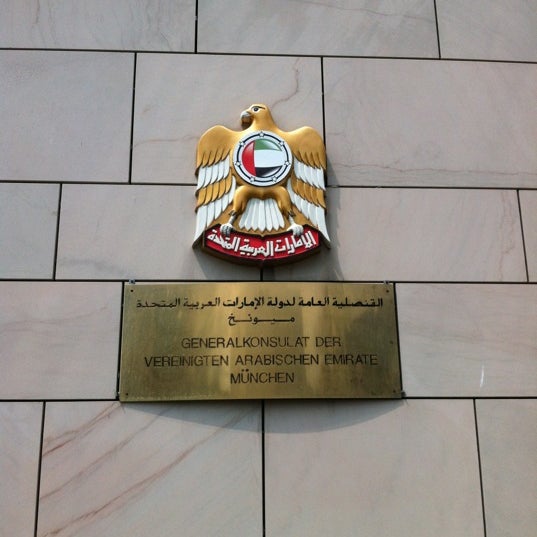 الإمارات العربية المتحدة
القنصلية العامة لدولة الإمارات العربية المتحدة
ميونخ
GENERALKONSULAT DER
VEREINIGTEN ARABISCHEN EMIRATE
MÜNCHEN